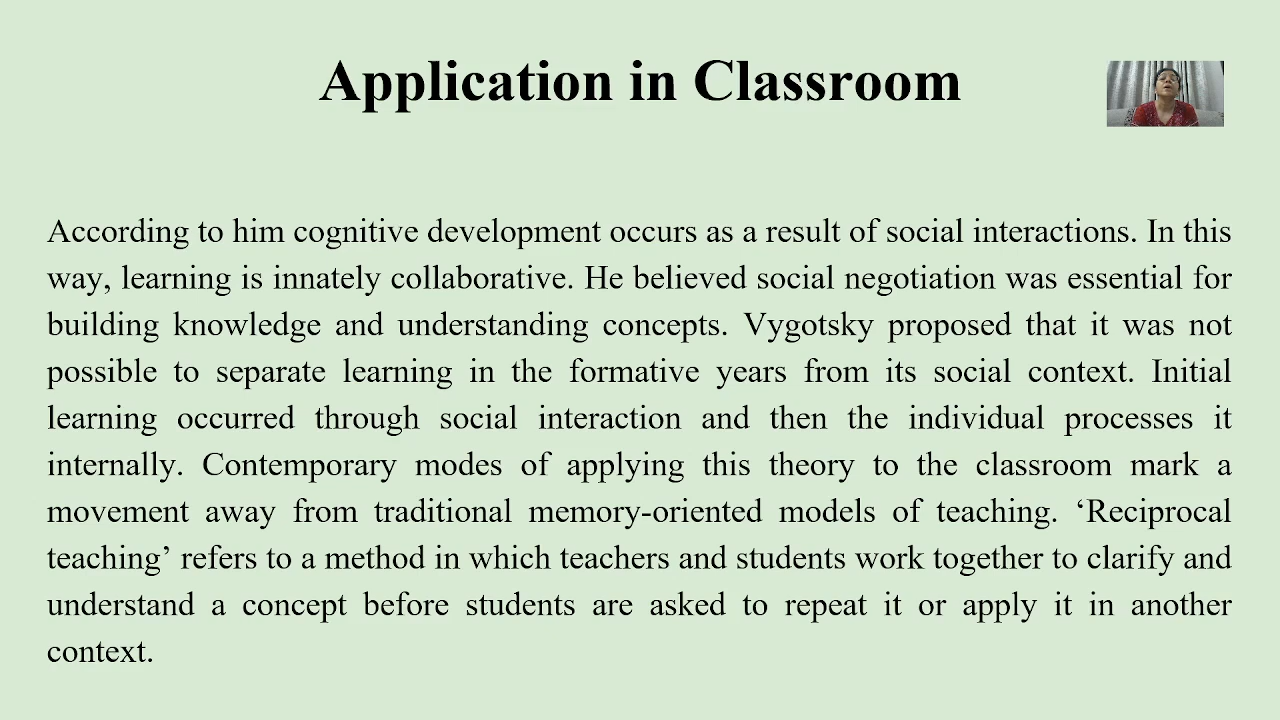 Application in Classroom
According to him cognitive development occurs as a result of social interactions. In this
way, learning is innately collaborative. He believed social negotiation was essential for
building knowledge and understanding concepts. Vygotsky proposed that it was not
possible to separate learning in the formative years from its social context. Initial
learning occurred through social interaction and then the individual processes it
internally. Contemporary modes of applying this theory to the classroom mark a
movement away from traditional memory-oriented models of teaching. ‘Reciprocal
teaching’ refers to a method in which teachers and students work together to clarify and
understand a concept before students are asked to repeat it or apply it in another
context.